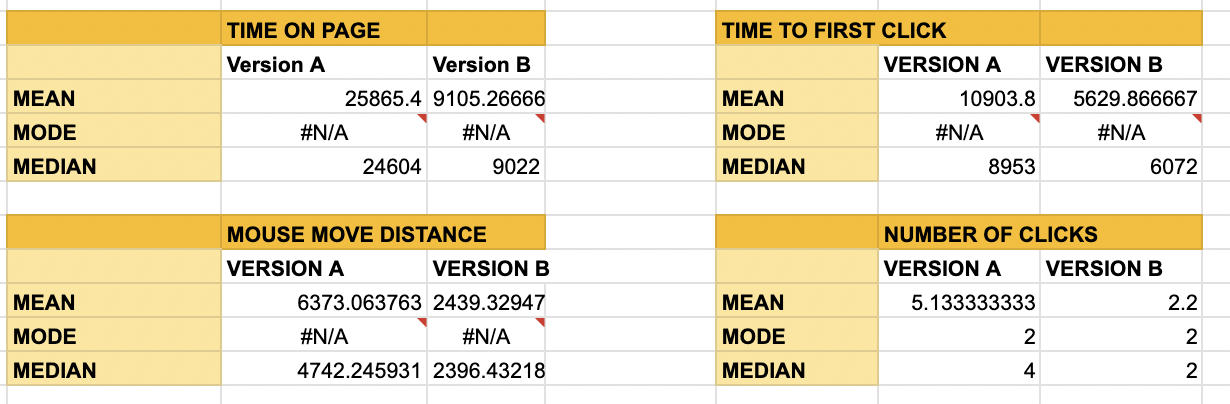 TIME ON PAGE
Version A Version B
MEAN 25865.4 9105.26666
MODE #N/A #N/A
MEDIAN 24604 9022
TIME TO FIRST CLICK
VERSION A VERSION B
MEAN 10903.8 5629.866667
MODE #N/A #N/A
MEDIAN 8953 6072
MOUSE MOVE DISTANCE
VERSION A VERSION B
MEAN 6373.063763 2439.32947
MODE #N/A #N/A
MEDIAN 4742.245931 2396.43218
NUMBER OF CLICKS
VERSION A VERSION B
MEAN 5.133333333 2.2
MODE 2 2
MEDIAN 4 2